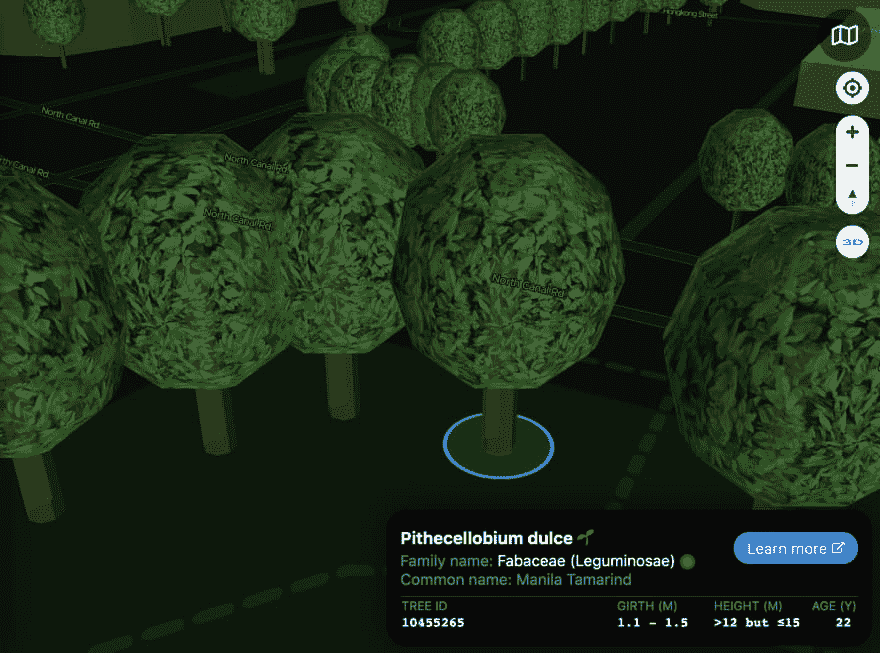 Hongkong Street
North Canal Rd
North Canal Rd
North Canal Rd
North Canal Rd
North Canal Rd
3D
Pithecellobium dulce
Learn more
Family name: Fabaceae (Leguminosae)
Common name: Manila Tamarind
TREE ID GIRTH (M) HEIGHT (M) AGE (Y)
10455265 1.1 – 1.5 >12 but ≤15 22